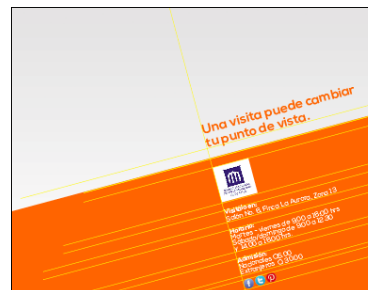 Una visita puede cambiar
tu punto de vista.
Visítanos en:
Salón No. 6, Finca La Aurora, Zona 13
Horario:
Martes - viernes de 9:00 a 16:00 hrs
Sábado/domingo de 9:00 a 12:30
y 14:00 a 16:00 hrs.
Admisión:
Nacionales Q5.00
Extranjeros